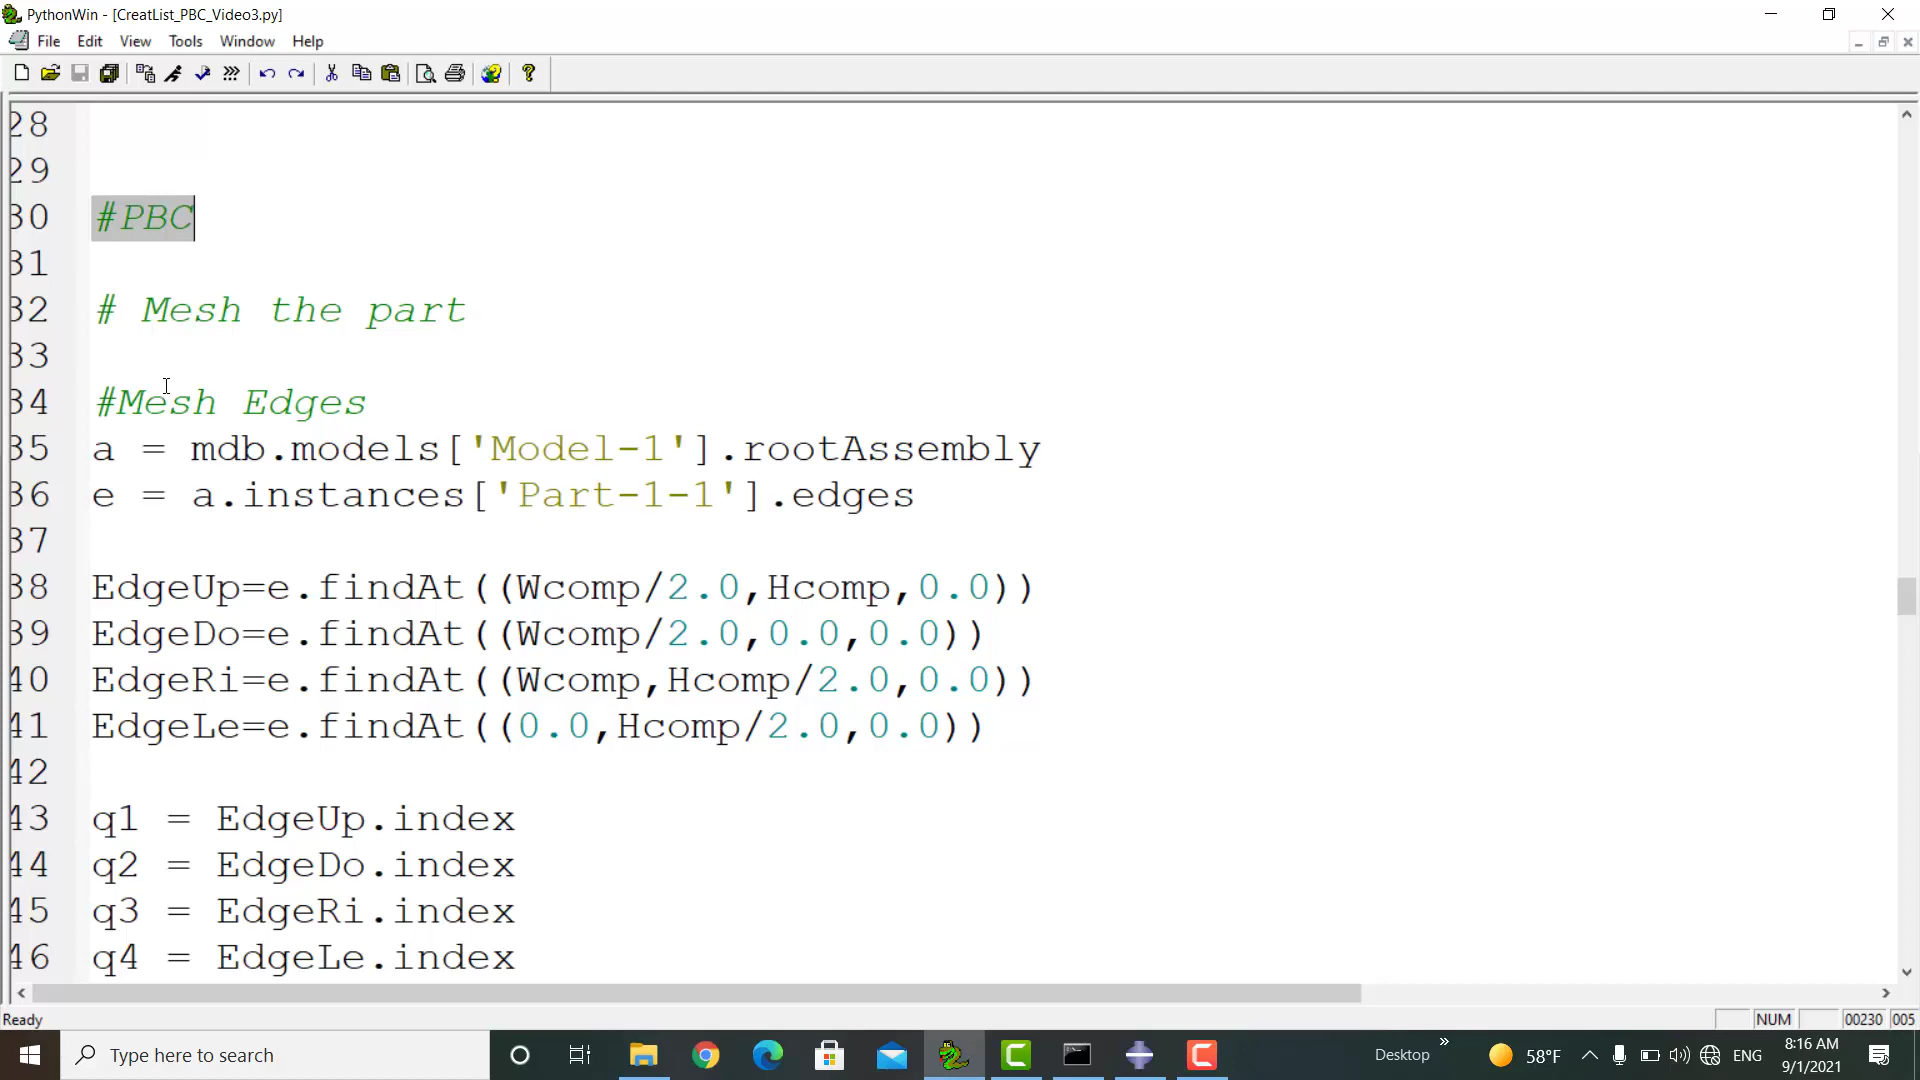 PythonWin - [CreatList_PBC_Video3.py]
File Edit View Tools Window Help
28
29
30 #PBC
31
32 # Mesh the part
33
34 #Mesh Edges
35 a = mdb.models['Model-1'].rootAssembly
36 e = a.instances['Part-1-1'].edges
37
38 EdgeUp=e.findAt((Wcomp/2.0,Hcomp,0.0))
39 EdgeDo=e.findAt((Wcomp/2.0,0.0,0.0))
40 EdgeRi=e.findAt((Wcomp,Hcomp/2.0,0.0))
41 EdgeLe=e.findAt((0.0,Hcomp/2.0,0.0))
42
43 q1 = EdgeUp.index
44 q2 = EdgeDo.index
45 q3 = EdgeRi.index
46 q4 = EdgeLe.index
Ready NUM 00230 005
Type here to search Desktop 58°F ENG 8:16 AM
9/1/2021